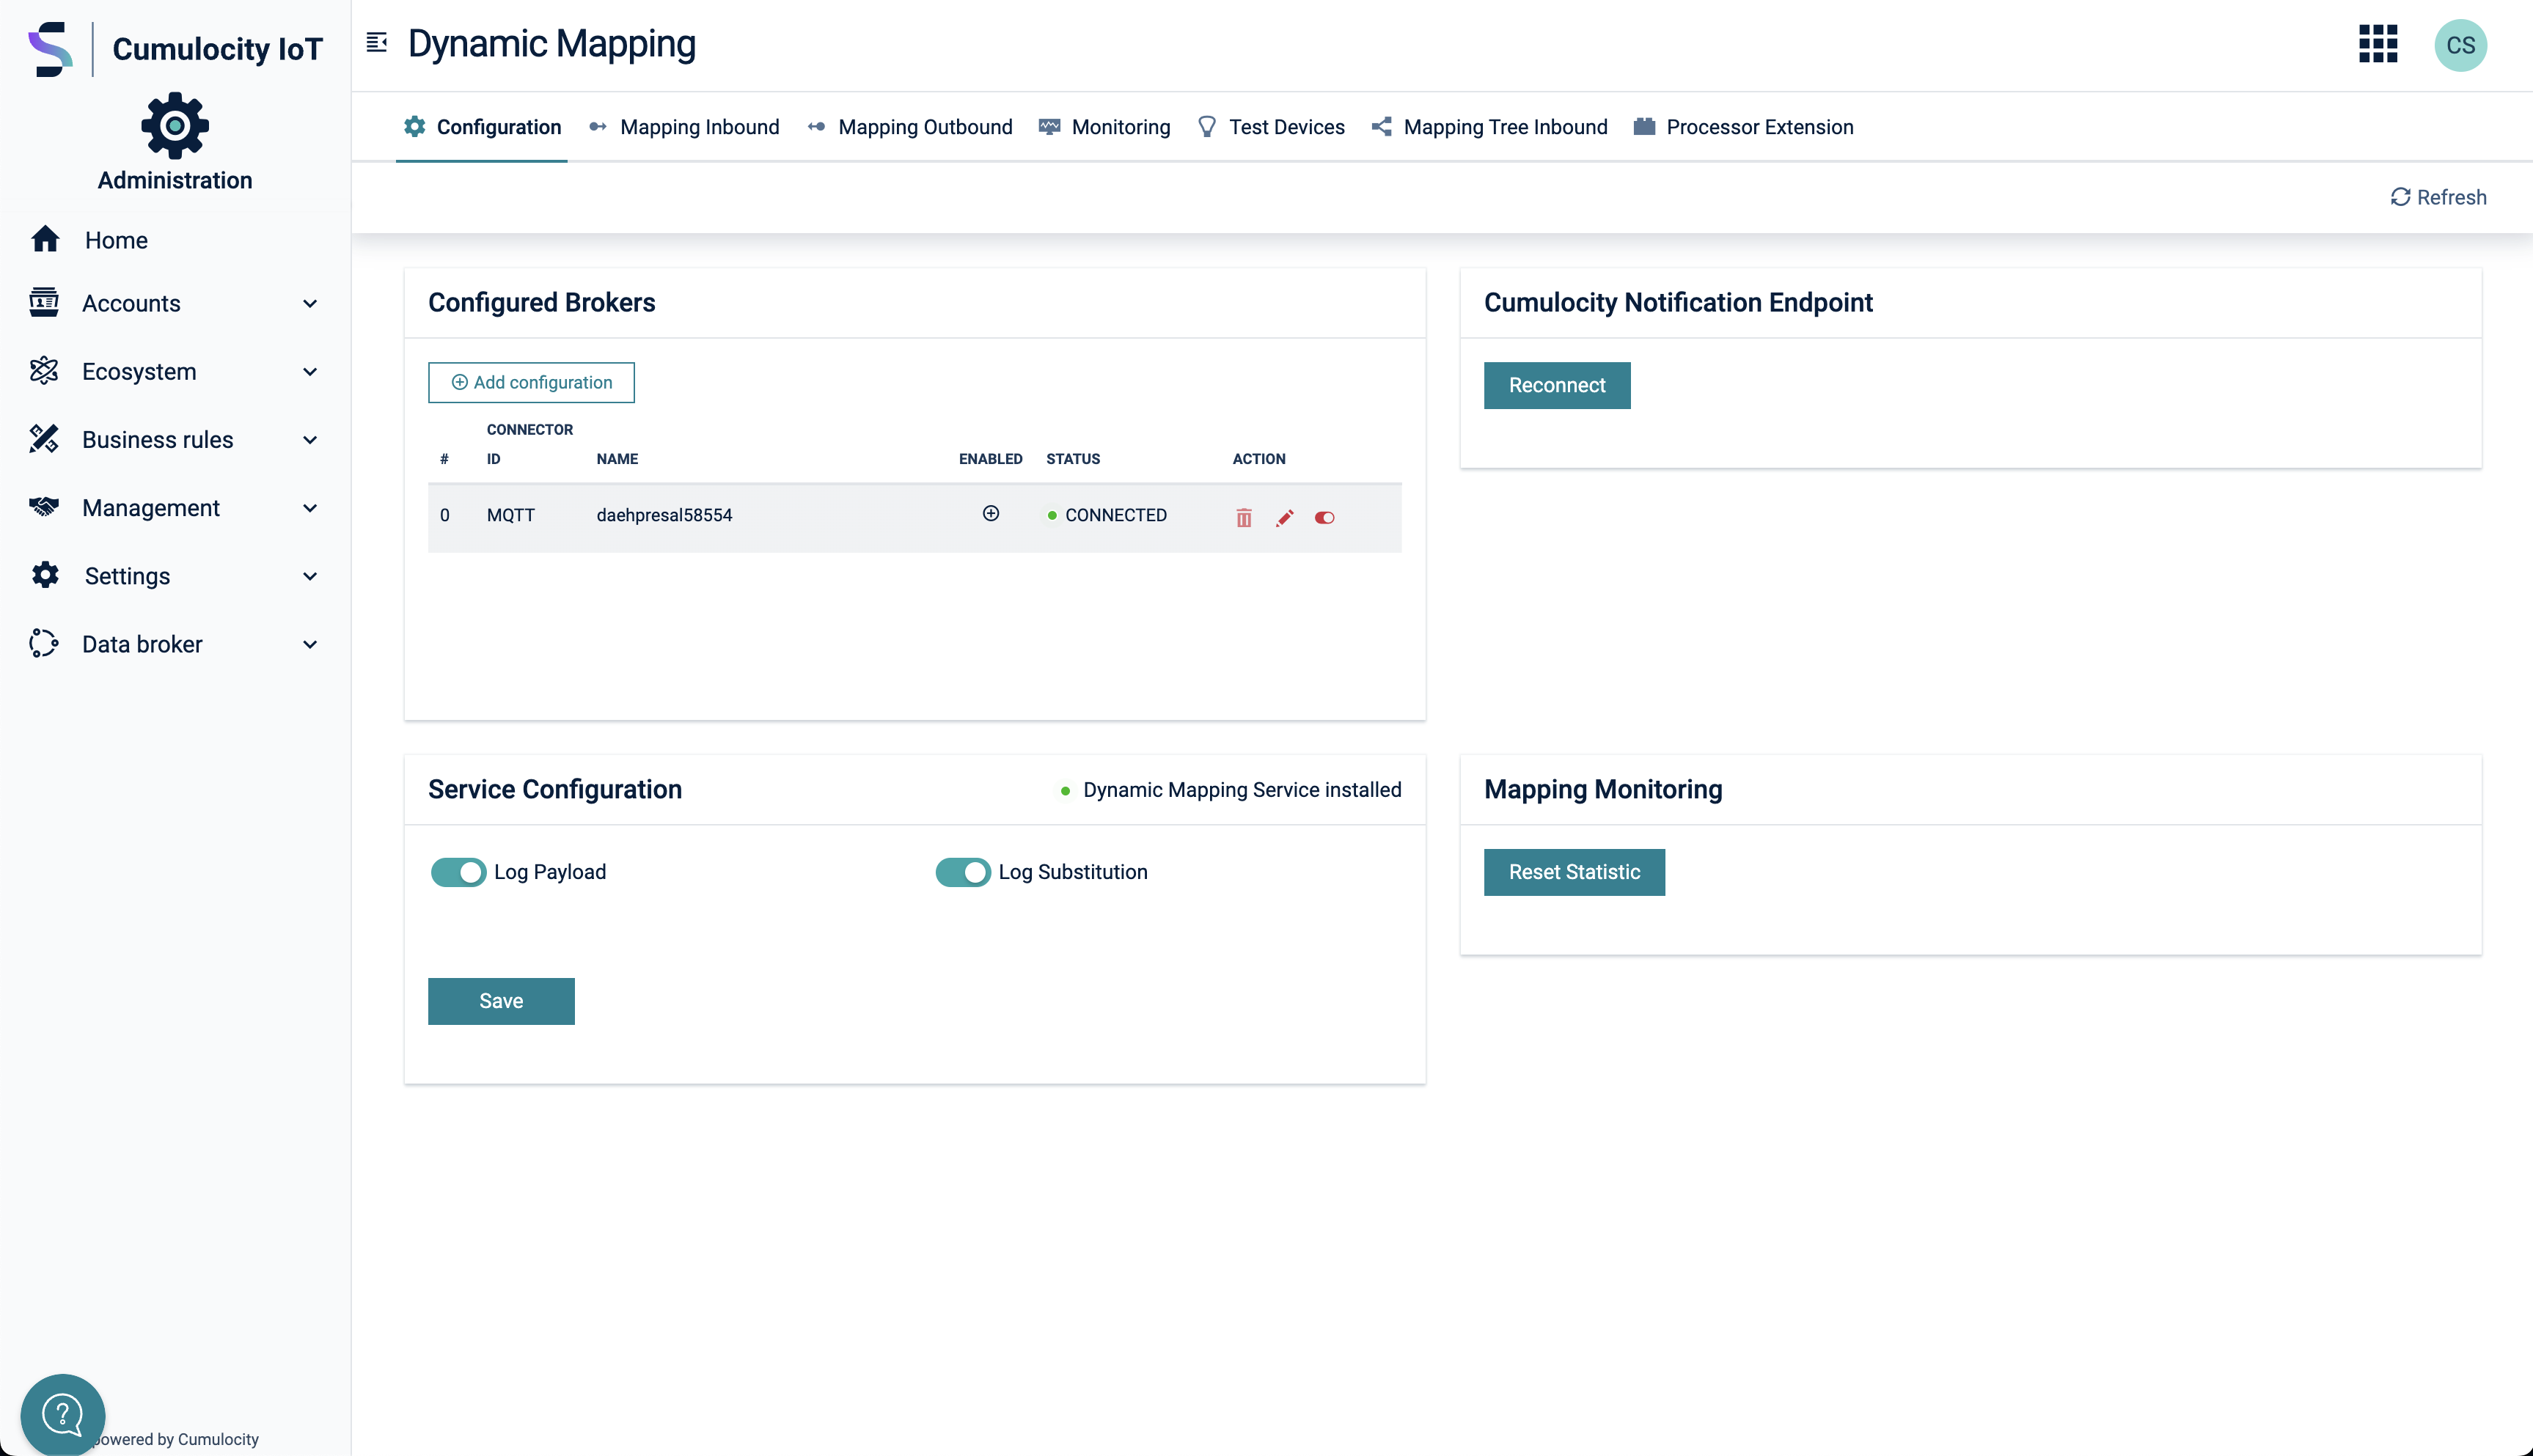 Cumulocity IoT
Administration
Home
Accounts
Ecosystem
Business rules
Management
Settings
Data broker
powered by Cumulocity
Dynamic Mapping
CS
Configuration
Mapping Inbound
Mapping Outbound
Monitoring
Test Devices
Mapping Tree Inbound
Processor Extension
Refresh
Configured Brokers
Add configuration
# CONNECTOR ID NAME ENABLED STATUS ACTION
0 MQTT daehpresal58554 CONNECTED
Cumulocity Notification Endpoint
Reconnect
Service Configuration
Dynamic Mapping Service installed
Log Payload
Log Substitution
Save
Mapping Monitoring
Reset Statistic